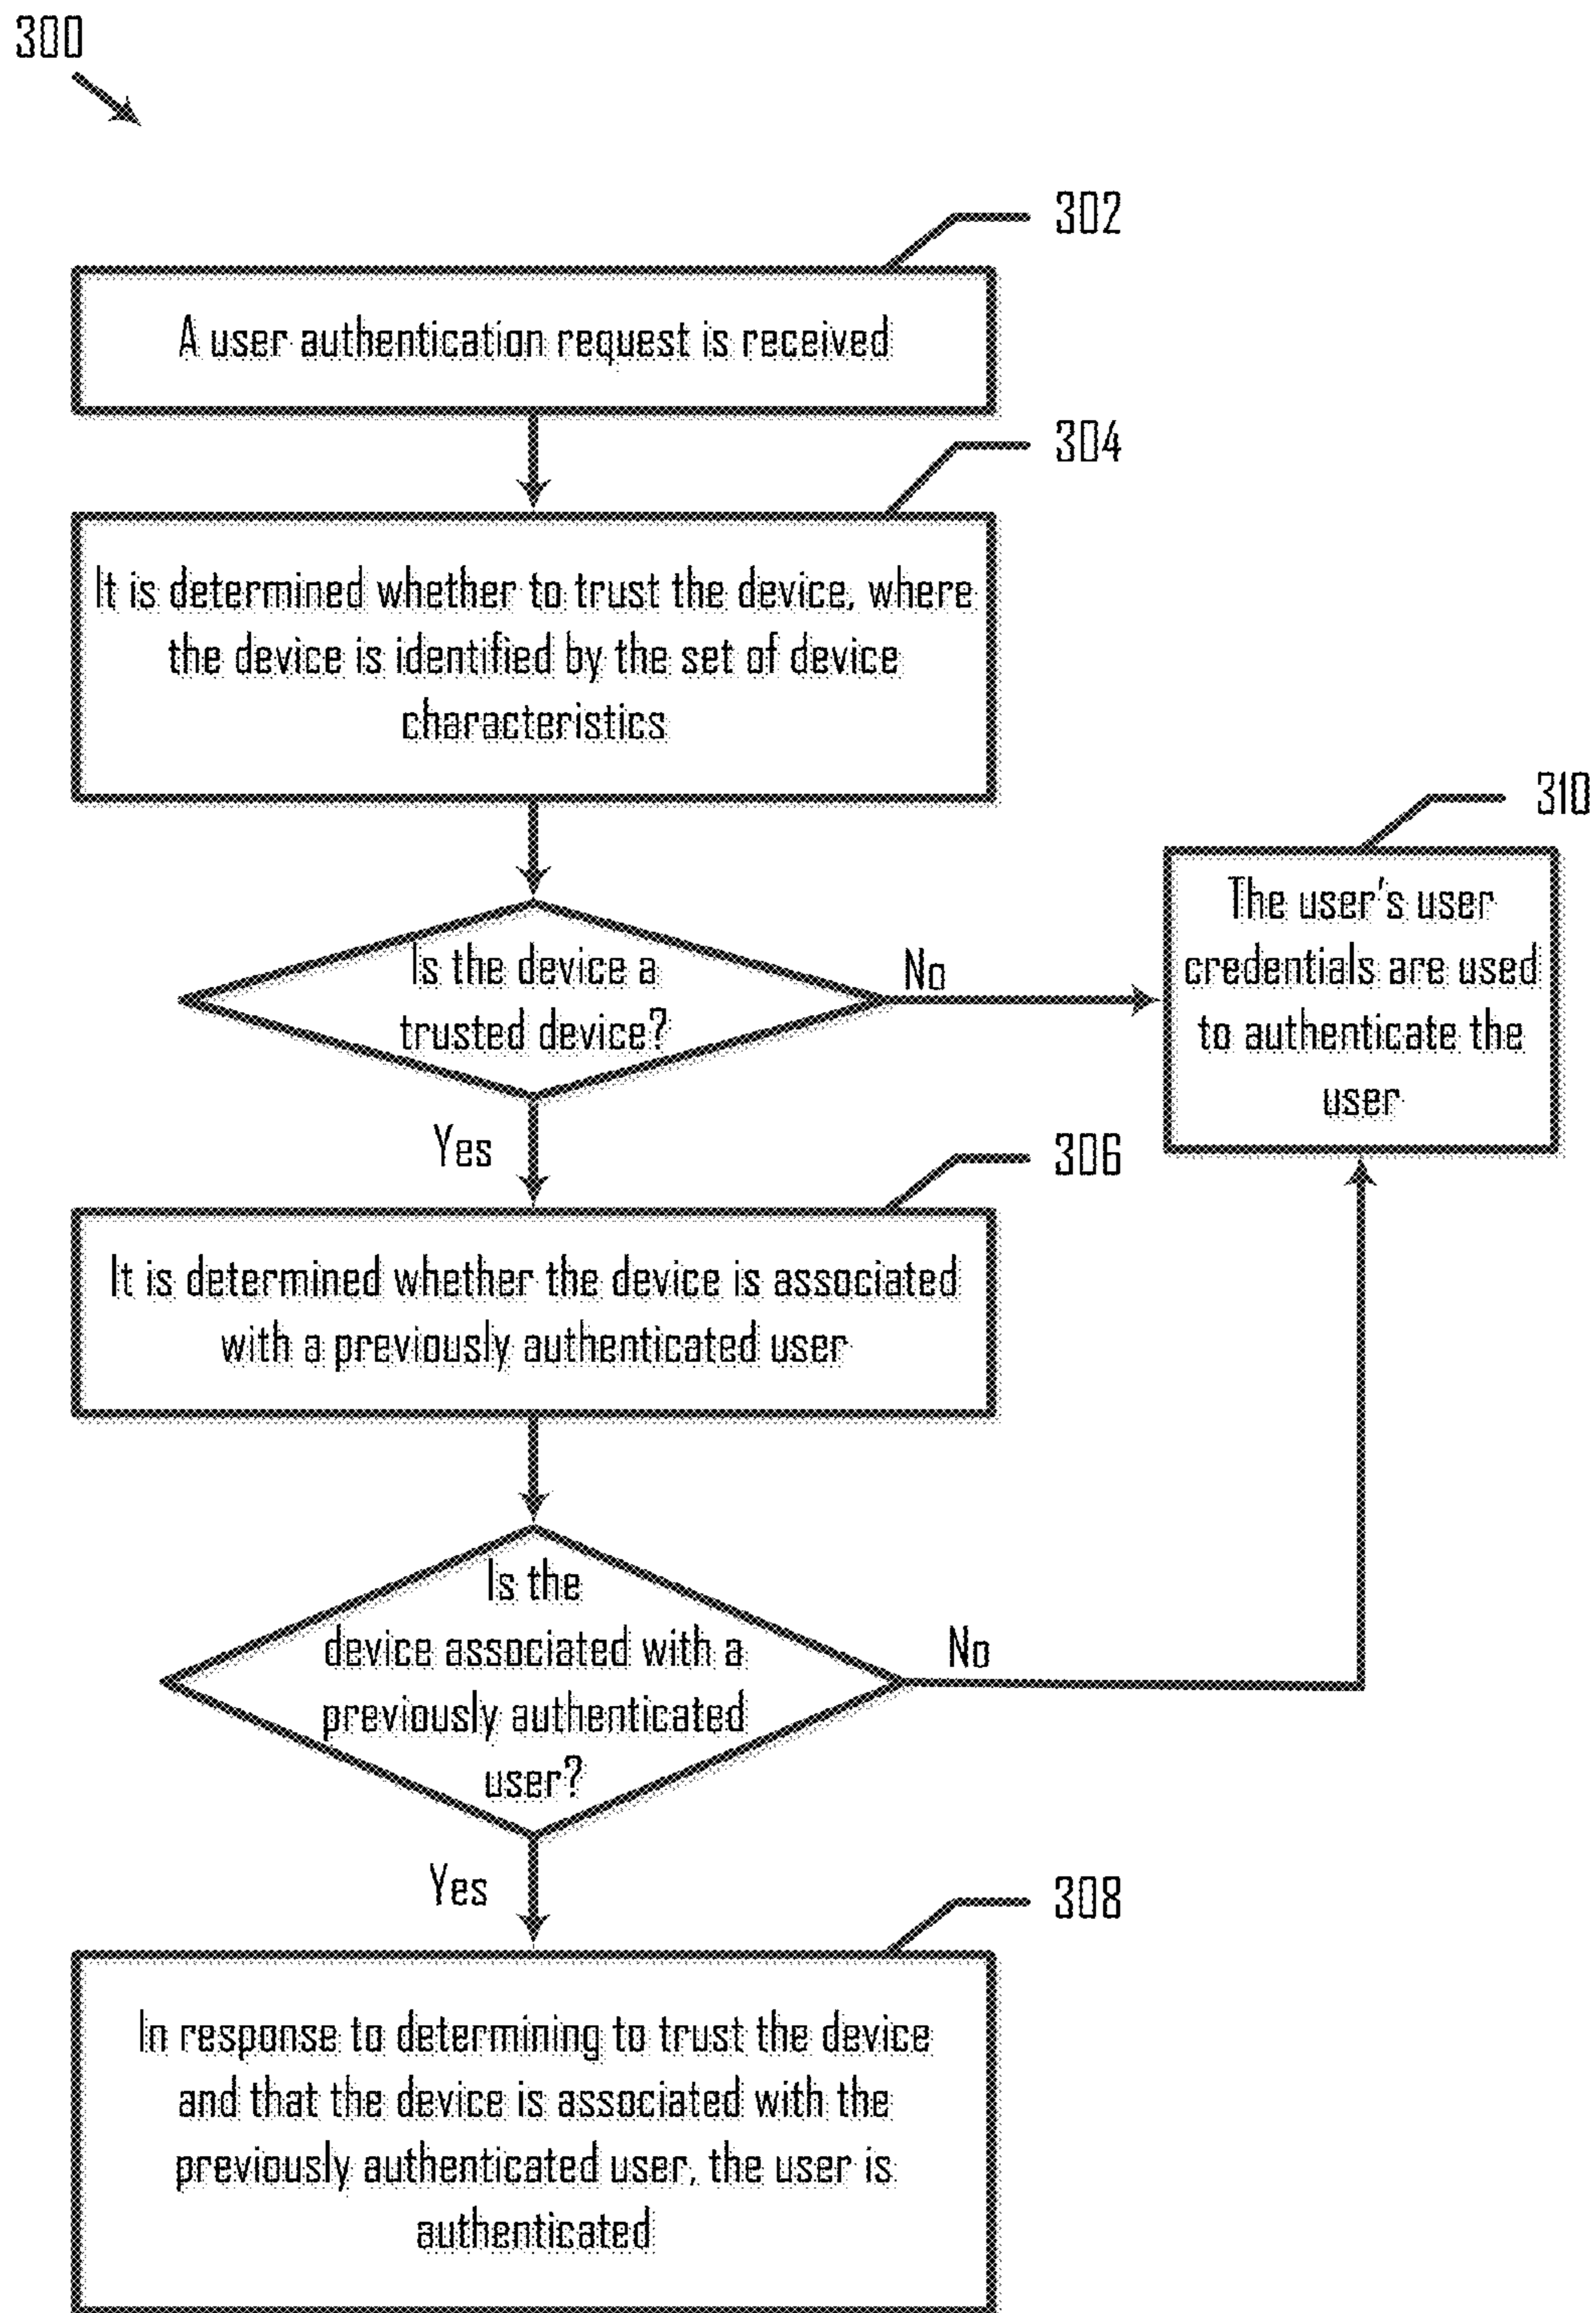 300
302
A user authentication request is received
304
It is determined whether to trust the device, where
the device is identified by the set of device
characteristics
310
The user's user
credentials are used
to authenticate the
user
Is the device a
trusted device?
No
Yes
306
It is determined whether the device is associated
with a previously authenticated user
Is the
device associated with a
previously authenticated
user?
No
Yes
308
In response to determining to trust the device
and that the device is associated with the
previously authenticated user, the user is
authenticated